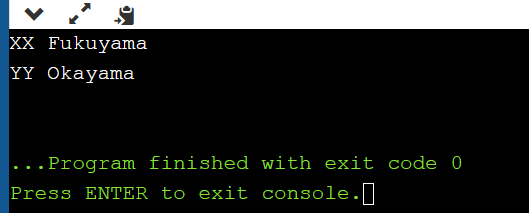 XX Fukuyama
YY Okayama
...Program finished with exit code 0
Press ENTER to exit console.